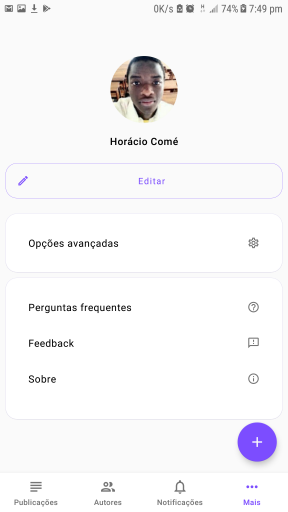 0K/s 74% 7:49 pm
Horácio Comé
Editar
Opções avançadas
Perguntas frequentes
Feedback
Sobre
Publicações Autores Notificações Mais